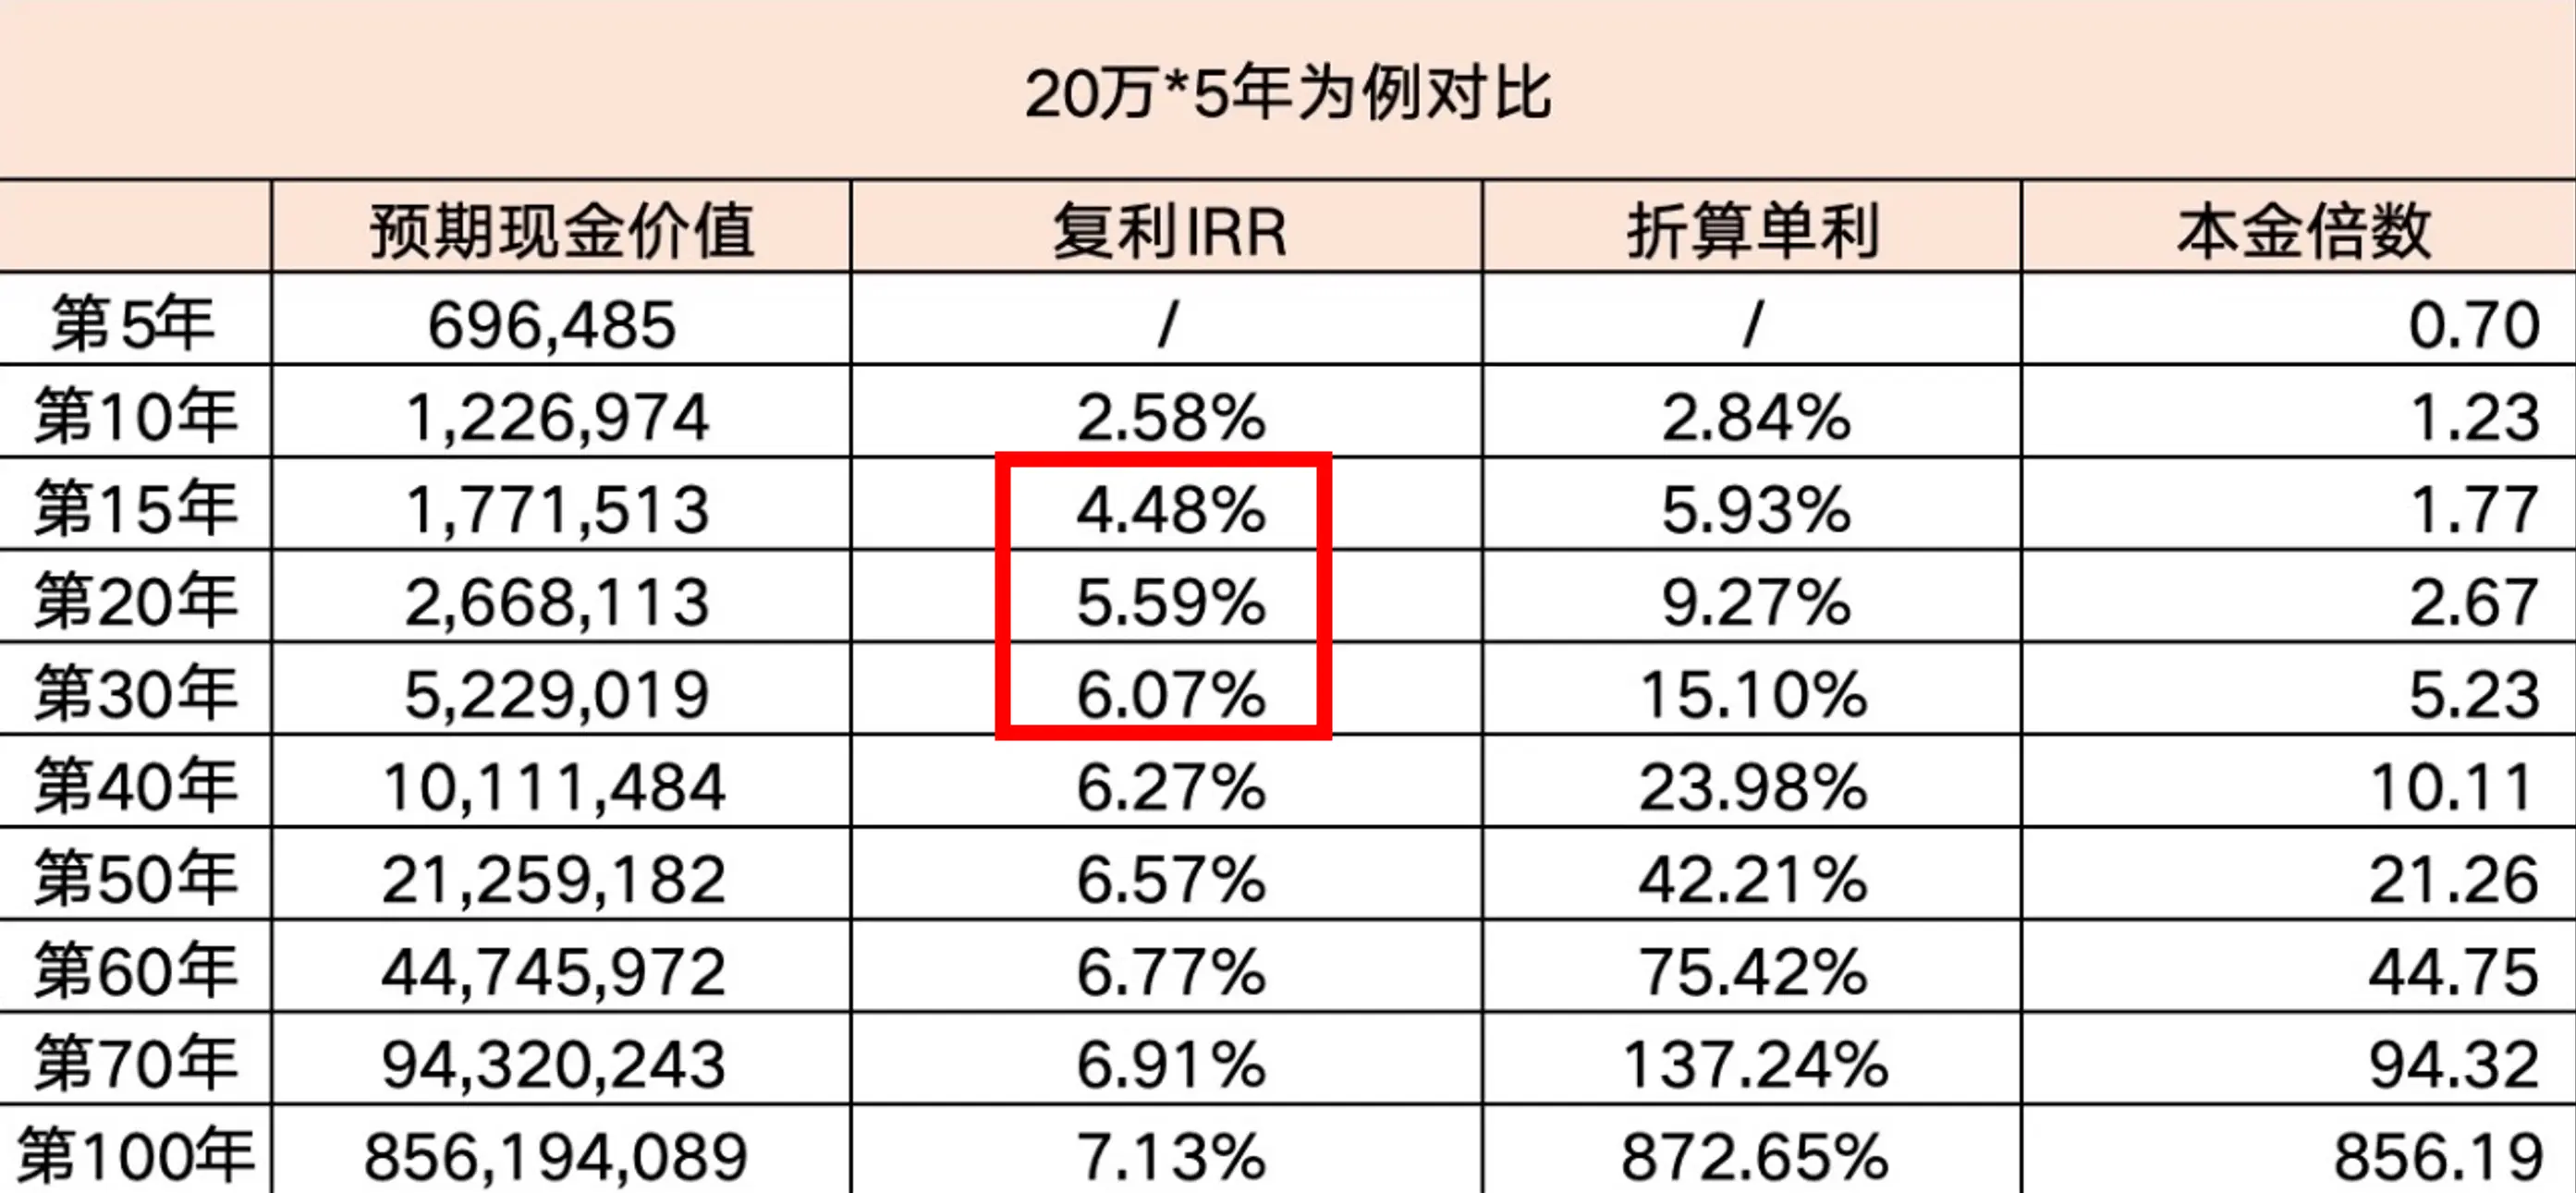 20万*5年为例对比
预期现金价值 复利IRR 折算单利 本金倍数
第5年 696,485 / / 0.70
第10年 1,226,974 2.58% 2.84% 1.23
第15年 1,771,513 4.48% 5.93% 1.77
第20年 2,668,113 5.59% 9.27% 2.67
第30年 5,229,019 6.07% 15.10% 5.23
第40年 10,111,484 6.27% 23.98% 10.11
第50年 21,259,182 6.57% 42.21% 21.26
第60年 44,745,972 6.77% 75.42% 44.75
第70年 94,320,243 6.91% 137.24% 94.32
第100年 856,194,089 7.13% 872.65% 856.19